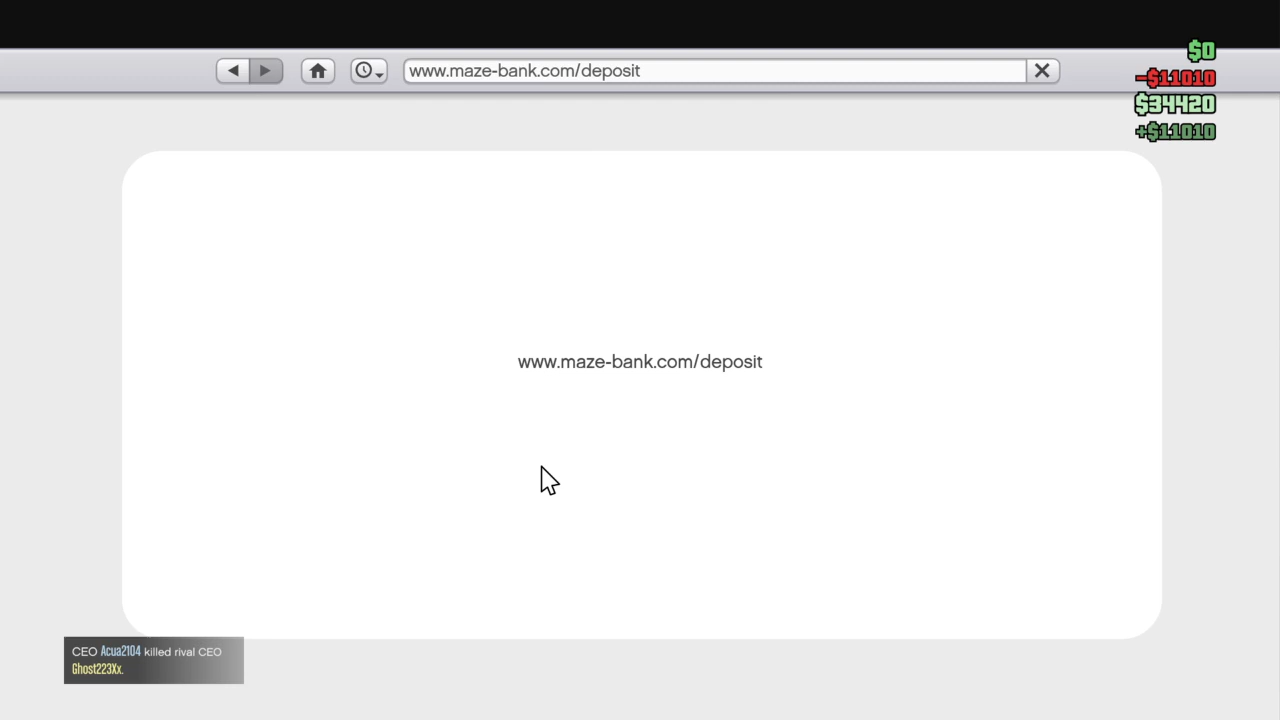 www.maze-bank.com/deposit
$0
-$11010
$34420
+$11010
www.maze-bank.com/deposit
CEO Acua2104 killed rival CEO
Ghost223Xx.